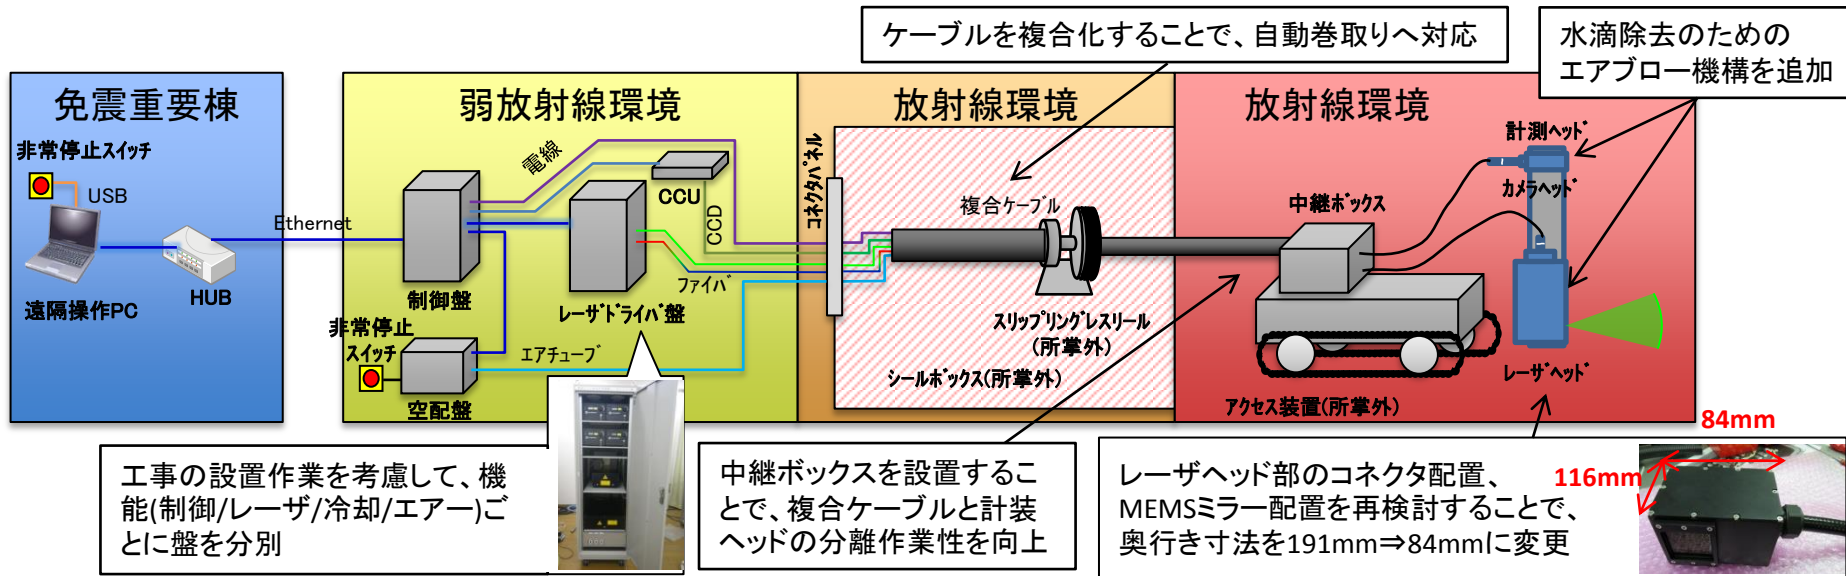 ケーブルを複合化することで、自動巻取りへ対応
水滴除去のための
エアブロー機構を追加
免震重要棟
非常停止スイッチ
USB
遠隔操作PC
HUB
Ethernet
弱放射線環境
電線
CCU
CCD
制御盤
レーザドライバ盤
ファイバ
非常停止
スイッチ
空配盤
エアチューブ
コネクタパネル
放射線環境
複合ケーブル
スリップリングレスリール
(所掌外)
シールボックス(所掌外)
放射線環境
計測ヘッド
カメラヘッド
中継ボックス
レーザヘッド
アクセス装置(所掌外)
工事の設置作業を考慮して、機
能(制御/レーザ/冷却/エアー)ご
とに盤を分別
中継ボックスを設置するこ
とで、複合ケーブルと計装
ヘッドの分離作業性を向上
レーザヘッド部のコネクタ配置、
MEMSミラー配置を再検討することで、
奥行き寸法を191mm⇒84mmに変更
84mm
116mm